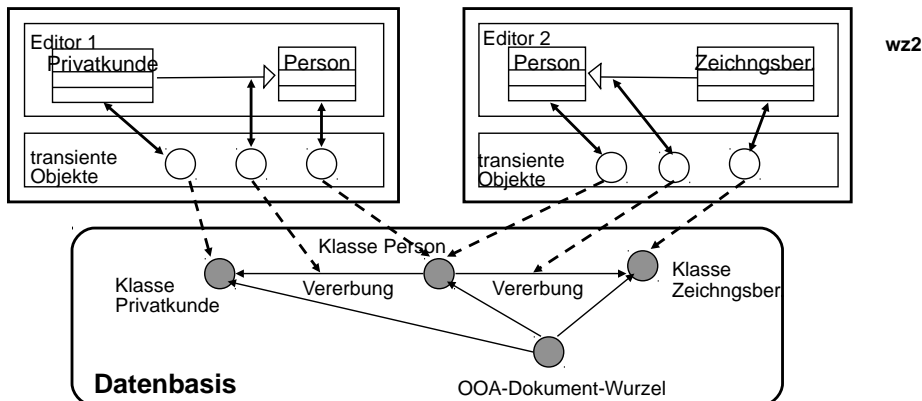 Editor 1
Privatkunde
Person
transiente
Objekte
Editor 2
Person
Zeichngsber.
transiente
Objekte
wz2
Klasse Person
Klasse
Privatkunde
Vererbung
Vererbung
Klasse
Zeichngsber.
OOA-Dokument-Wurzel
Datenbasis